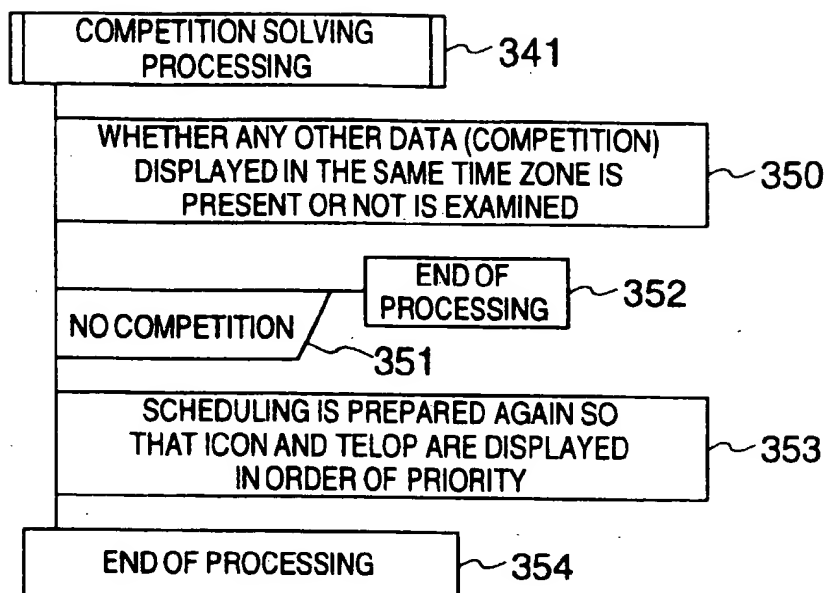 COMPETITION SOLVING
PROCESSING
341
WHETHER ANY OTHER DATA (COMPETITION)
DISPLAYED IN THE SAME TIME ZONE IS
PRESENT OR NOT IS EXAMINED
350
END OF
PROCESSING
352
NO COMPETITION
351
SCHEDULING IS PREPARED AGAIN SO
THAT ICON AND TELOP ARE DISPLAYED
IN ORDER OF PRIORITY
353
END OF PROCESSING
354